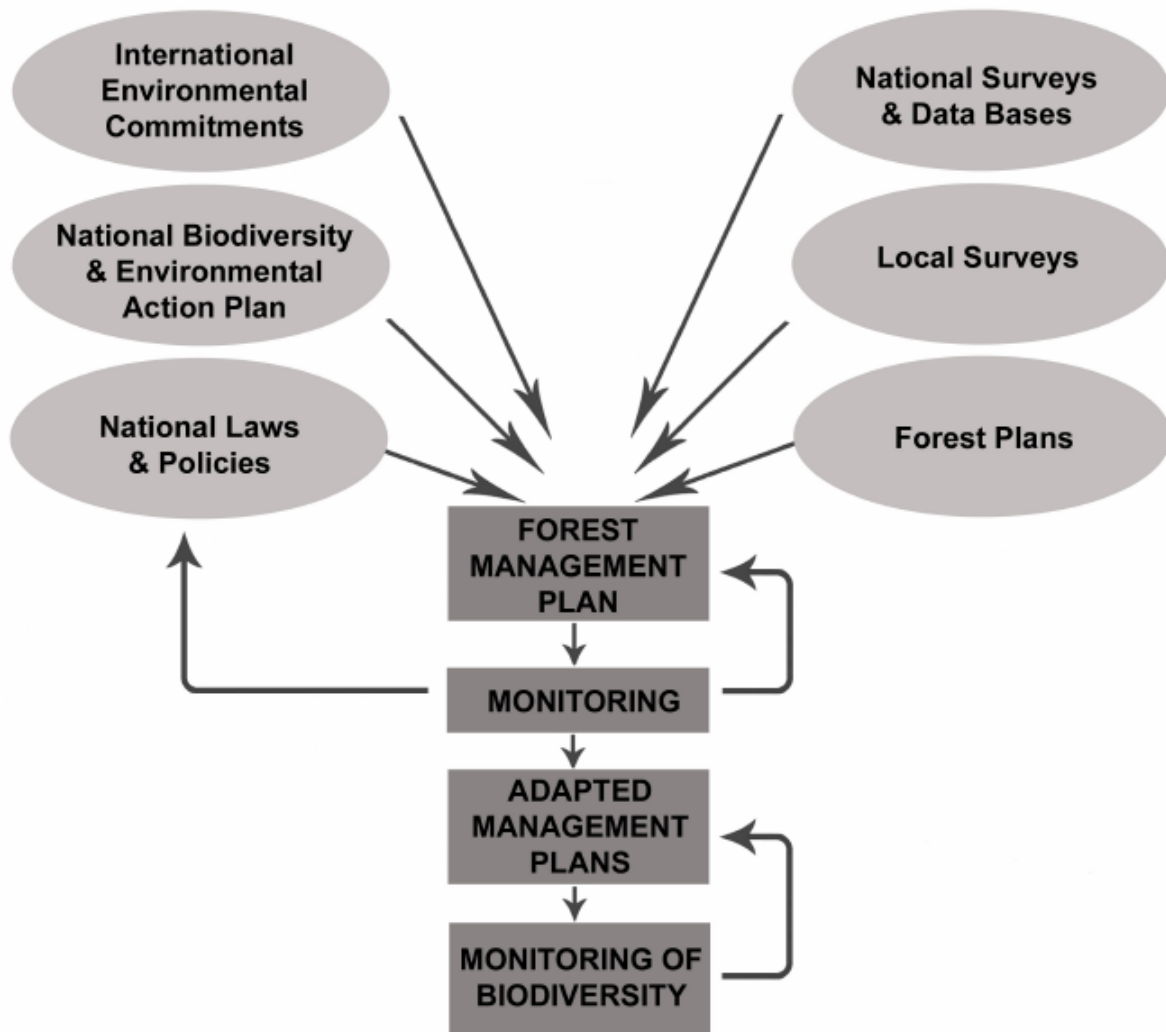 International
Environmental
Commitments
National Biodiversity
& Environmental
Action Plan
National Laws
& Policies
National Surveys
& Data Bases
Local Surveys
Forest Plans
FOREST
MANAGEMENT
PLAN
MONITORING
ADAPTED
MANAGEMENT
PLANS
MONITORING OF
BIODIVERSITY